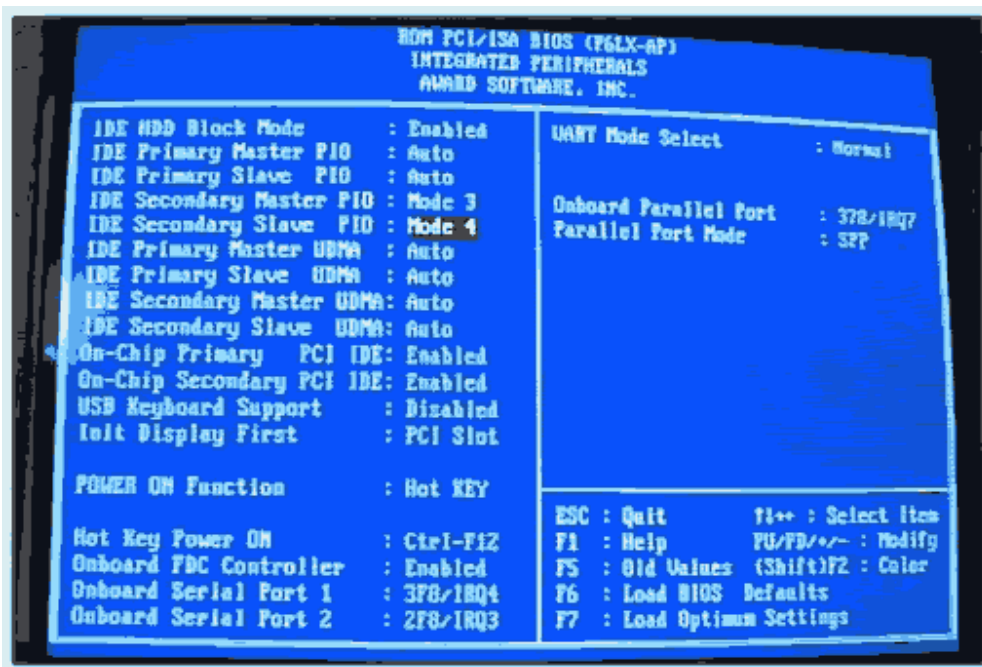 ROM PCI/ISA BIOS (P6LX-AP)
INTEGRATED PERIPHERALS
AWARD SOFTWARE, INC.
IDE HDD Block Mode : Enabled
IDE Primary Master PIO : Auto
IDE Primary Slave PIO : Auto
IDE Secondary Master PIO : Mode 3
IDE Secondary Slave PIO : Mode 4
IDE Primary Master UDMA : Auto
IDE Primary Slave UDMA : Auto
IDE Secondary Master UDMA: Auto
IDE Secondary Slave UDMA: Auto
On-Chip Primary PCI IDE: Enabled
On-Chip Secondary PCI IDE: Enabled
USB Keyboard Support : Disabled
Init Display First : PCI Slot
POWER ON Function : Hot KEY
Hot Key Power ON : Ctrl-F12
Onboard FDC Controller : Enabled
Onboard Serial Port 1 : 3F8/IRQ4
Onboard Serial Port 2 : 2F8/IRQ3
UART Mode Select : Normal
Onboard Parallel Port : 378/IRQ7
Parallel Port Mode : SPP
ESC : Quit ↑↓→← : Select Item
F1 : Help PU/PD/+/- : Modify
F5 : Old Values (Shift)F2 : Color
F6 : Load BIOS Defaults
F7 : Load Optimum Settings